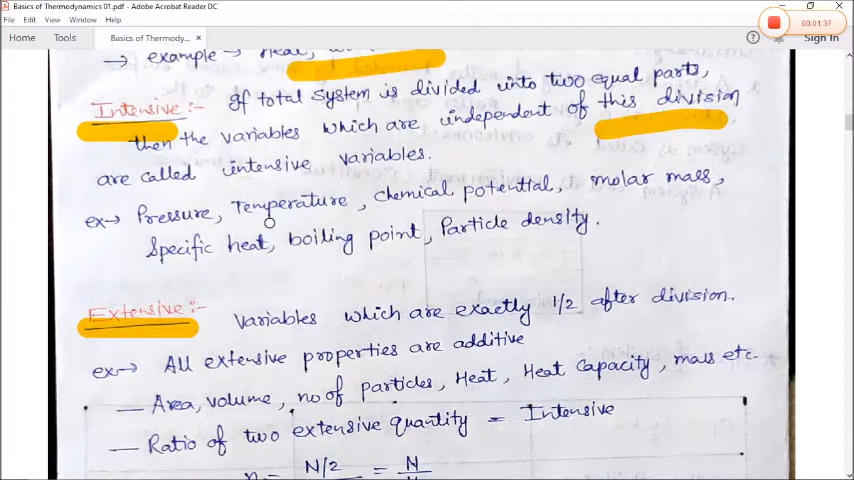 Basics of Thermodynamics 01.pdf - Adobe Acrobat Reader DC
File Edit View Window Help
Home Tools Basics of Thermody... × Sign In
00:01:37
→ example → Heat,
Intensive :- If total system is divided into two equal parts,
then the variables which are independent of this division
are called intensive variables.
ex→ Pressure, Temperature, chemical potential, molar mass,
Specific heat, boiling point, Particle density.
Extensive :- Variables which are exactly 1/2 after division.
ex→ All extensive properties are additive
— Area, volume, no of particles, Heat, Heat capacity, mass etc.
— Ratio of two extensive quantity = Intensive
N/2 = N